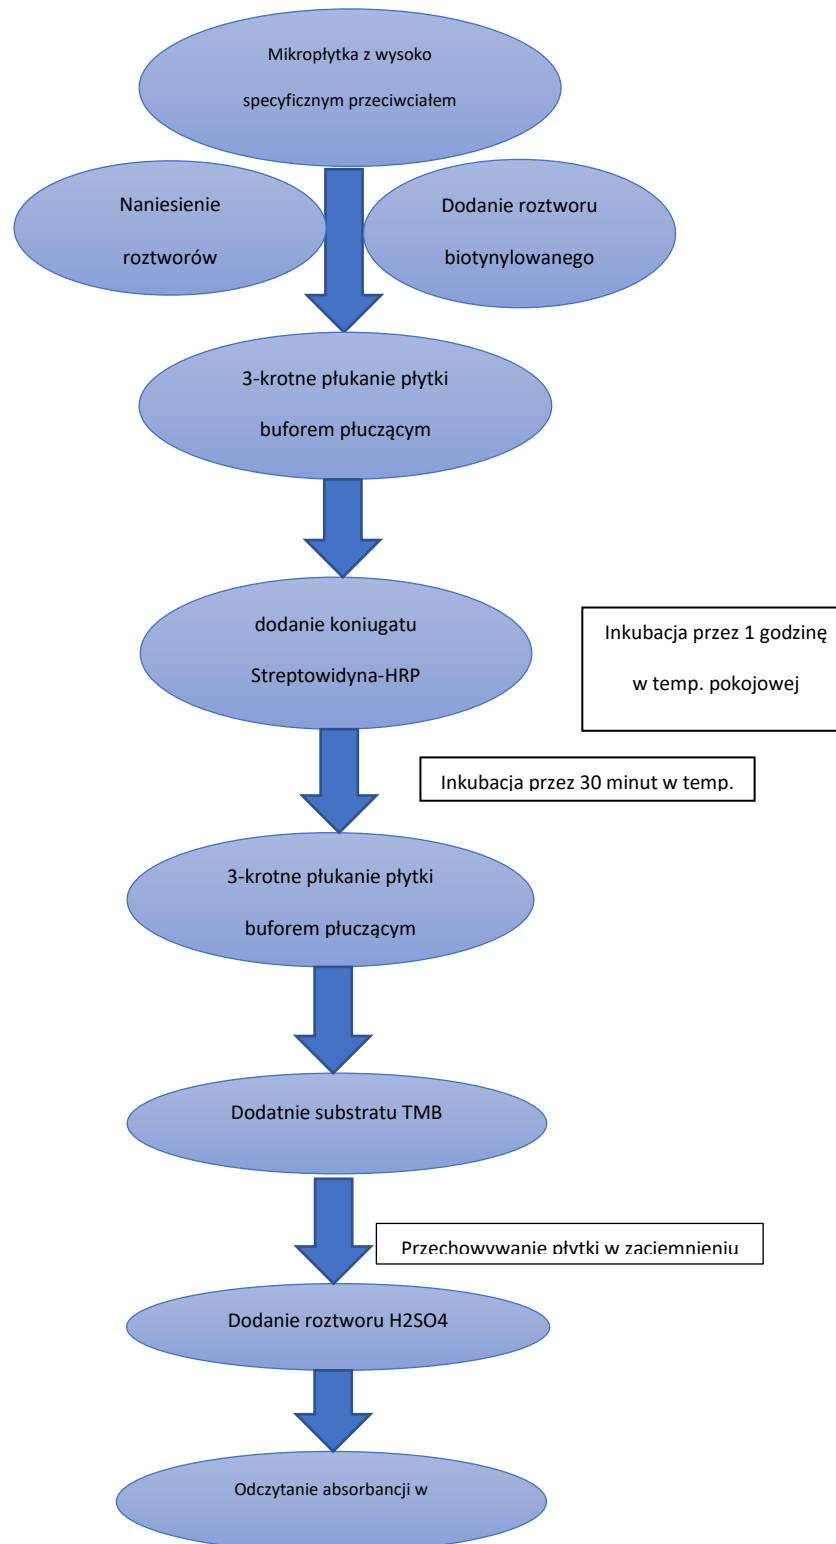 Mikropłytka z wysoko
specyficznym przeciwciałem
Naniesienie
roztworów
Dodanie roztworu
biotynylowanego
3-krotne płukanie płytki
buforem płuczącym
dodanie koniugatu
Streptowidyna-HRP
Inkubacja przez 1 godzinę
w temp. pokojowej
Inkubacja przez 30 minut w temp.
3-krotne płukanie płytki
buforem płuczącym
Dodatnie substratu TMB
Przechowywanie płytki w zaciemnieniu
Dodanie roztworu H2SO4
Odczytanie absorbancji w